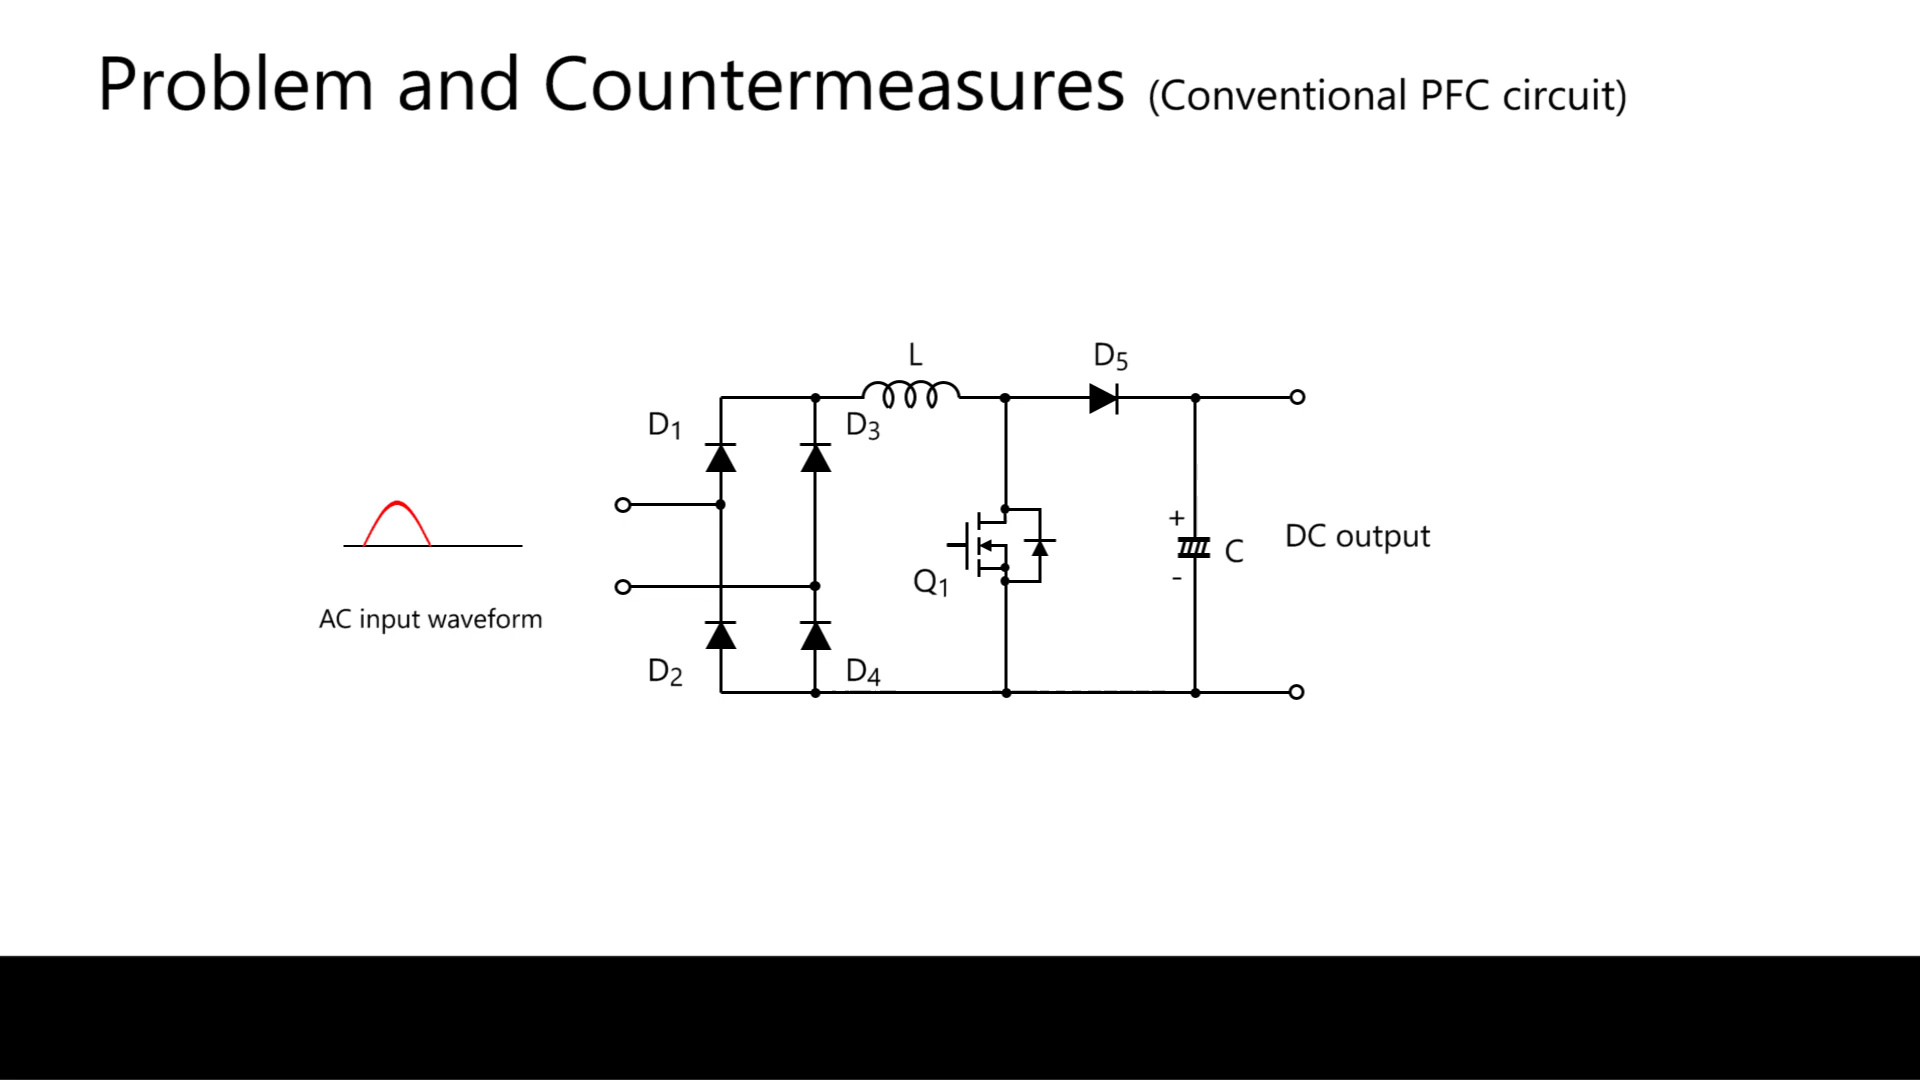 Problem and Countermeasures (Conventional PFC circuit)
L
D5
D1
D3
+
DC output
C
-
Q1
AC input waveform
D2
D4